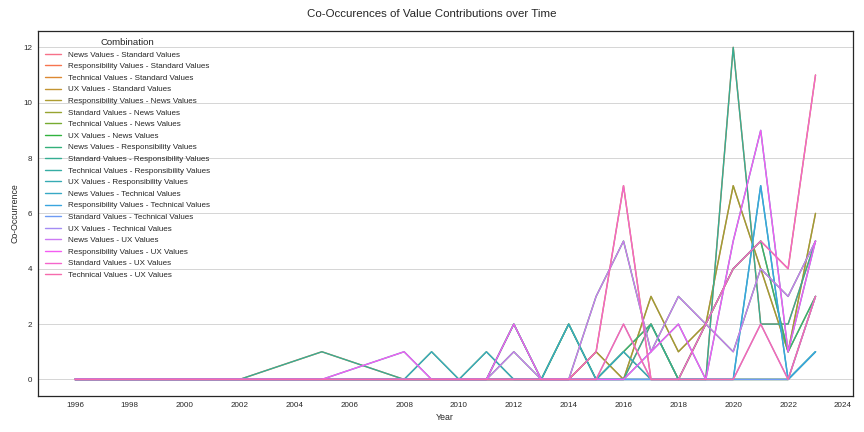 Co-Occurences of Value Contributions over Time
Combination
News Values - Standard Values
Responsibility Values - Standard Values
Technical Values - Standard Values
UX Values - Standard Values
Responsibility Values - News Values
Standard Values - News Values
Technical Values - News Values
UX Values - News Values
News Values - Responsibility Values
Standard Values - Responsibility Values
Technical Values - Responsibility Values
UX Values - Responsibility Values
News Values - Technical Values
Responsibility Values - Technical Values
Standard Values - Technical Values
UX Values - Technical Values
News Values - UX Values
Responsibility Values - UX Values
Standard Values - UX Values
Technical Values - UX Values
12
10
8
6
4
2
0
Co-Occurrence
1996 1998 2000 2002 2004 2006 2008 2010 2012 2014 2016 2018 2020 2022 2024
Year